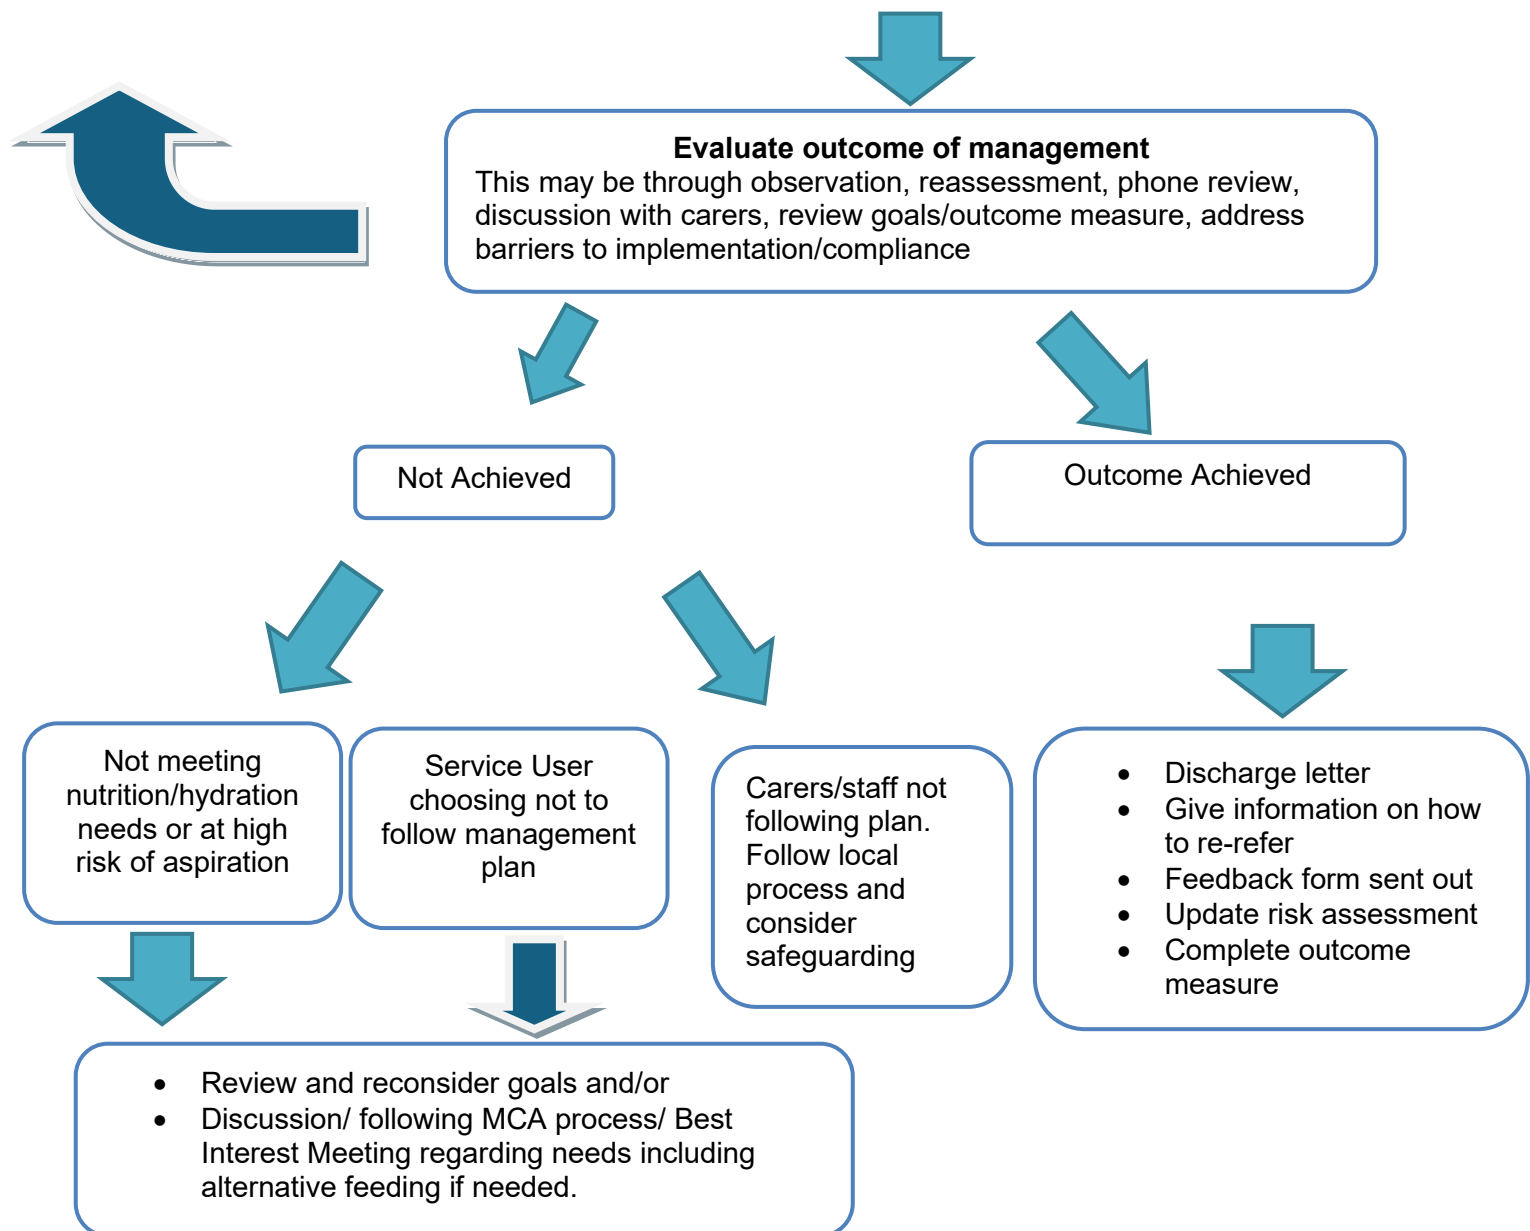 Evaluate outcome of management
This may be through observation, reassessment, phone review,
discussion with carers, review goals/outcome measure, address
barriers to implementation/compliance
Not Achieved
Outcome Achieved
Not meeting
nutrition/hydration
needs or at high
risk of aspiration
Service User
choosing not to
follow management
plan
Carers/staff not
following plan.
Follow local
process and
consider
safeguarding
• Discharge letter
• Give information on how
to re-refer
• Feedback form sent out
• Update risk assessment
• Complete outcome
measure
• Review and reconsider goals and/or
• Discussion/ following MCA process/ Best
Interest Meeting regarding needs including
alternative feeding if needed.